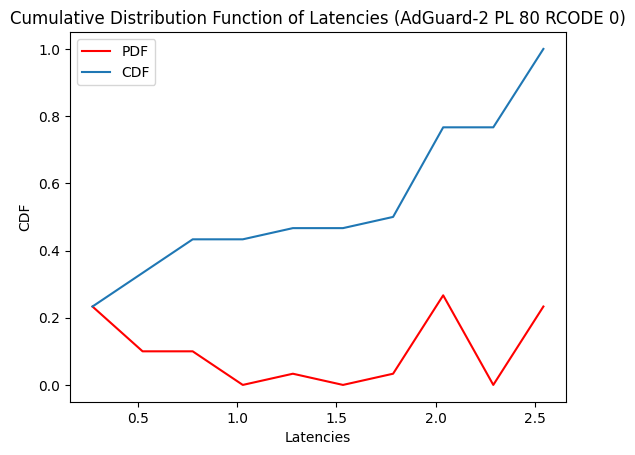 Cumulative Distribution Function of Latencies (AdGuard-2 PL 80 RCODE 0)
PDF
CDF
1.0
0.8
0.6
0.4
0.2
0.0
CDF
0.5
1.0
1.5
2.0
2.5
Latencies